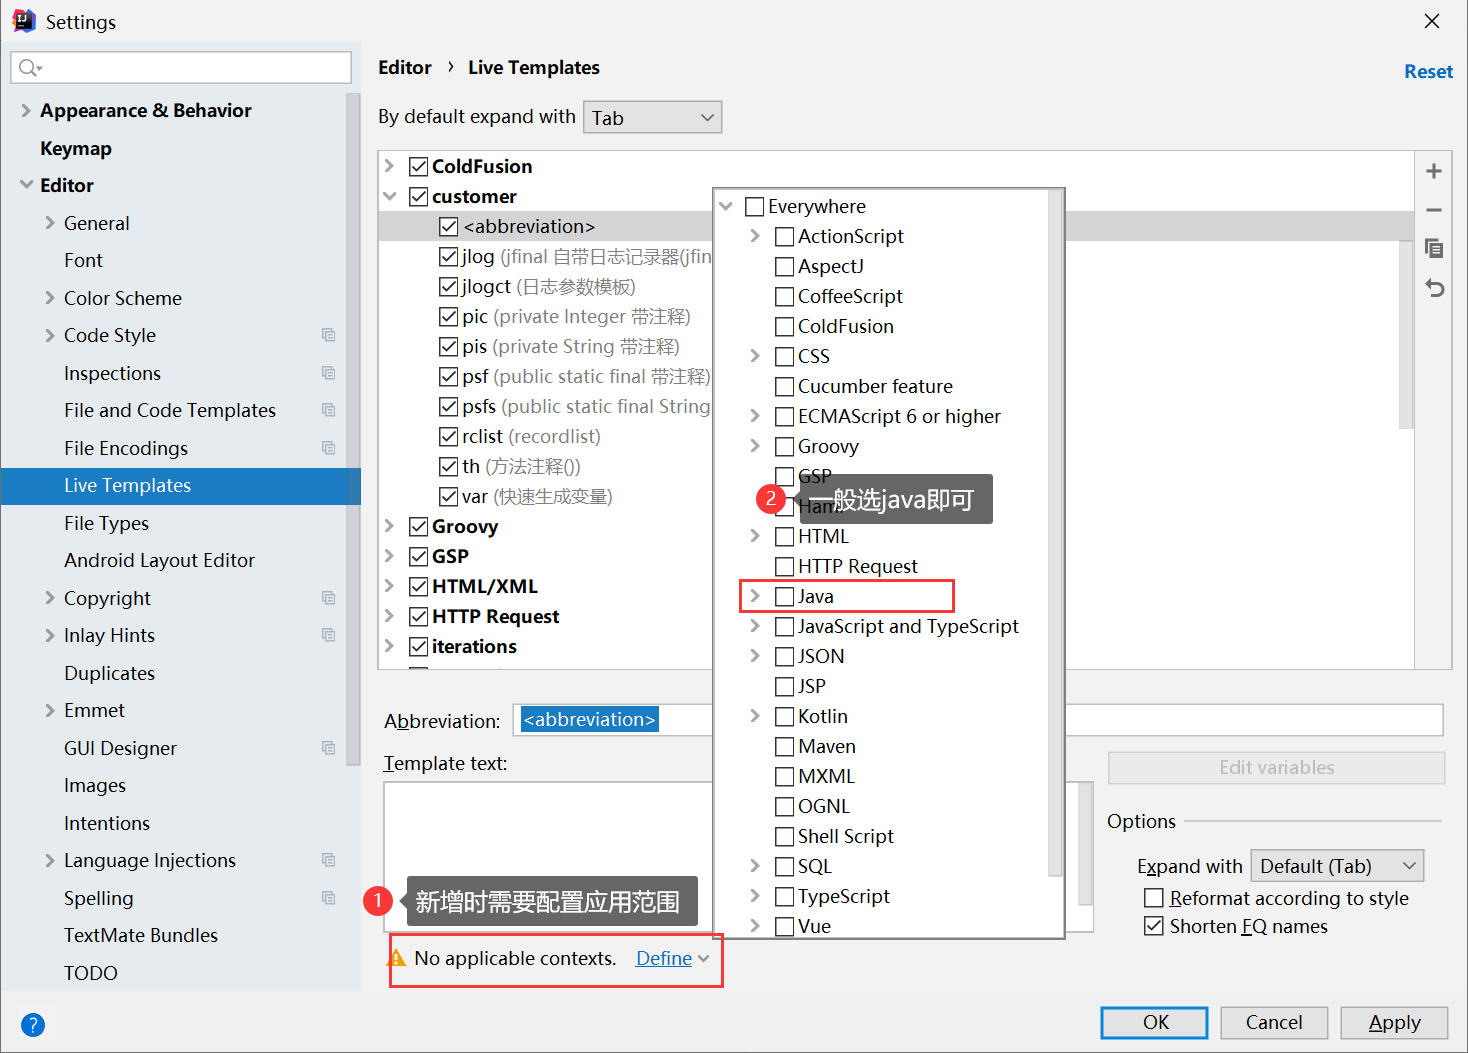 Settings
Editor › Live Templates
Reset
By default expand with Tab
Appearance & Behavior
Keymap
Editor
General
Font
Color Scheme
Code Style
Inspections
File and Code Templates
File Encodings
Live Templates
File Types
Android Layout Editor
Copyright
Inlay Hints
Duplicates
Emmet
GUI Designer
Images
Intentions
Language Injections
Spelling
TextMate Bundles
TODO
ColdFusion
customer
<abbreviation>
jlog (jfinal 自带日志记录器(jfin
jlogct (日志参数模板)
pic (private Integer 带注释)
pis (private String 带注释)
psf (public static final 带注释)
psfs (public static final String
rclist (recordlist)
th (方法注释())
var (快速生成变量)
Groovy
GSP
HTML/XML
HTTP Request
iterations
Everywhere
ActionScript
AspectJ
CoffeeScript
ColdFusion
CSS
Cucumber feature
ECMAScript 6 or higher
Groovy
GSP
2 一般选java即可
HTML
HTTP Request
Java
JavaScript and TypeScript
JSON
JSP
Kotlin
Maven
MXML
OGNL
Shell Script
SQL
TypeScript
Vue
Abbreviation: <abbreviation>
Template text:
Edit variables
Options
Expand with Default (Tab)
Reformat according to style
Shorten FQ names
1 新增时需要配置应用范围
No applicable contexts. Define
?
OK
Cancel
Apply